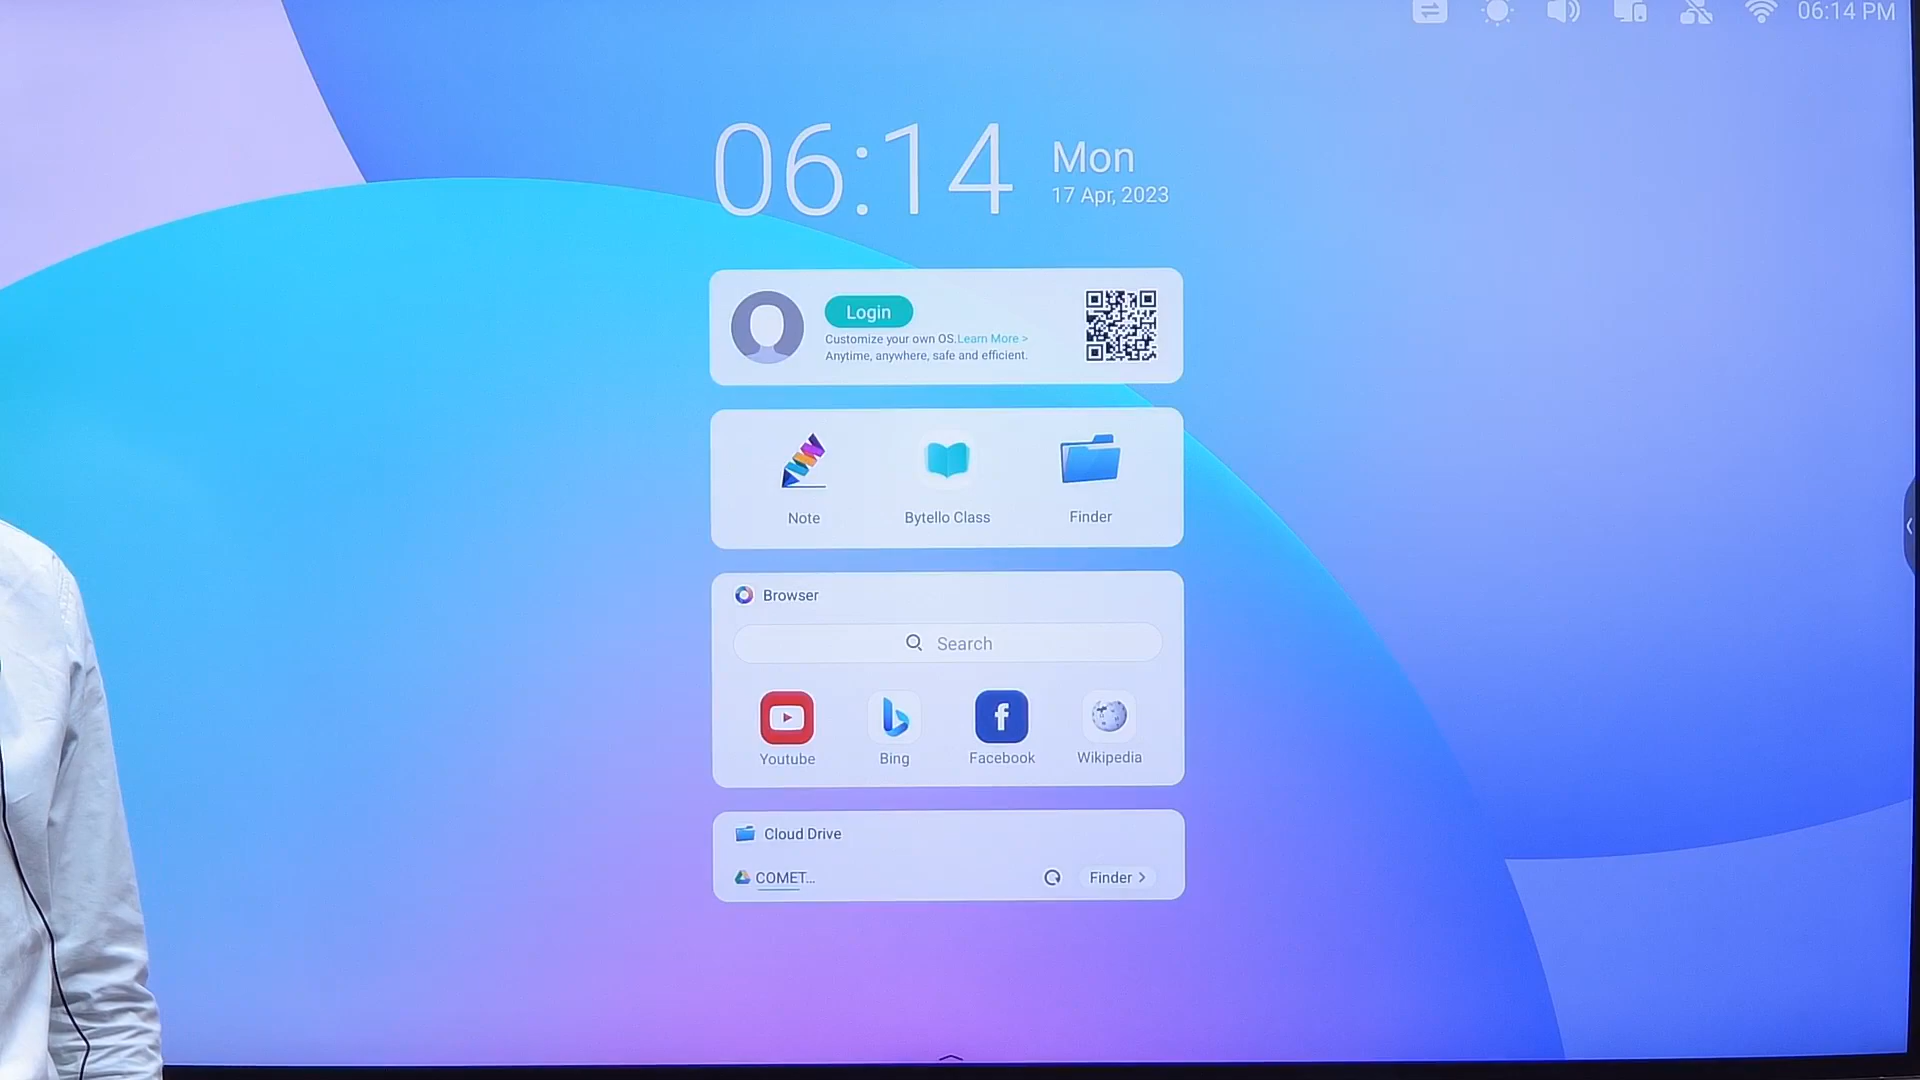 06:14 PM
06:14
Mon
17 Apr, 2023
Login
Customize your own OS.Learn More >
Anytime, anywhere, safe and efficient.
Note
Bytello Class
Finder
Browser
Search
Youtube
Bing
Facebook
Wikipedia
Cloud Drive
COMET...
Finder >